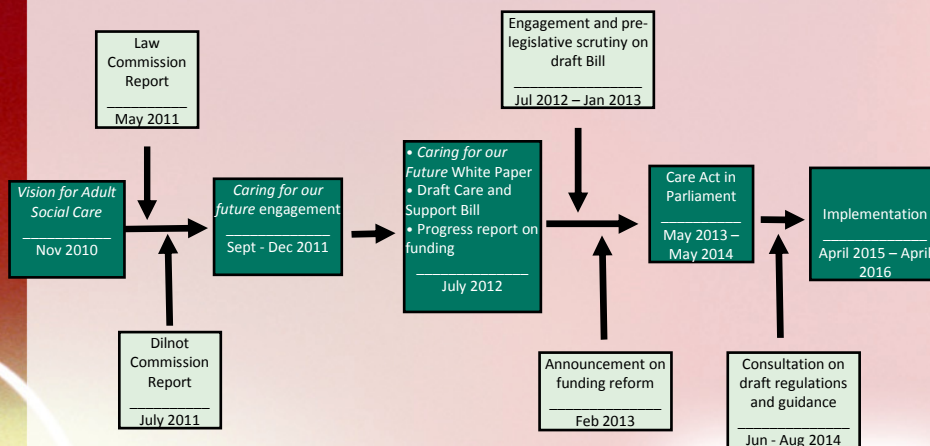 Law
Commission
Report
May 2011
Engagement and pre-
legislative scrutiny on
draft Bill
Jul 2012 – Jan 2013
Vision for Adult
Social Care
Nov 2010
Caring for our
future engagement
Sept - Dec 2011
• Caring for our
Future White Paper
• Draft Care and
Support Bill
• Progress report on
funding
July 2012
Care Act in
Parliament
May 2013 –
May 2014
Implementation
April 2015 – April
2016
Dilnot
Commission
Report
July 2011
Announcement on
funding reform
Feb 2013
Consultation on
draft regulations
and guidance
Jun - Aug 2014